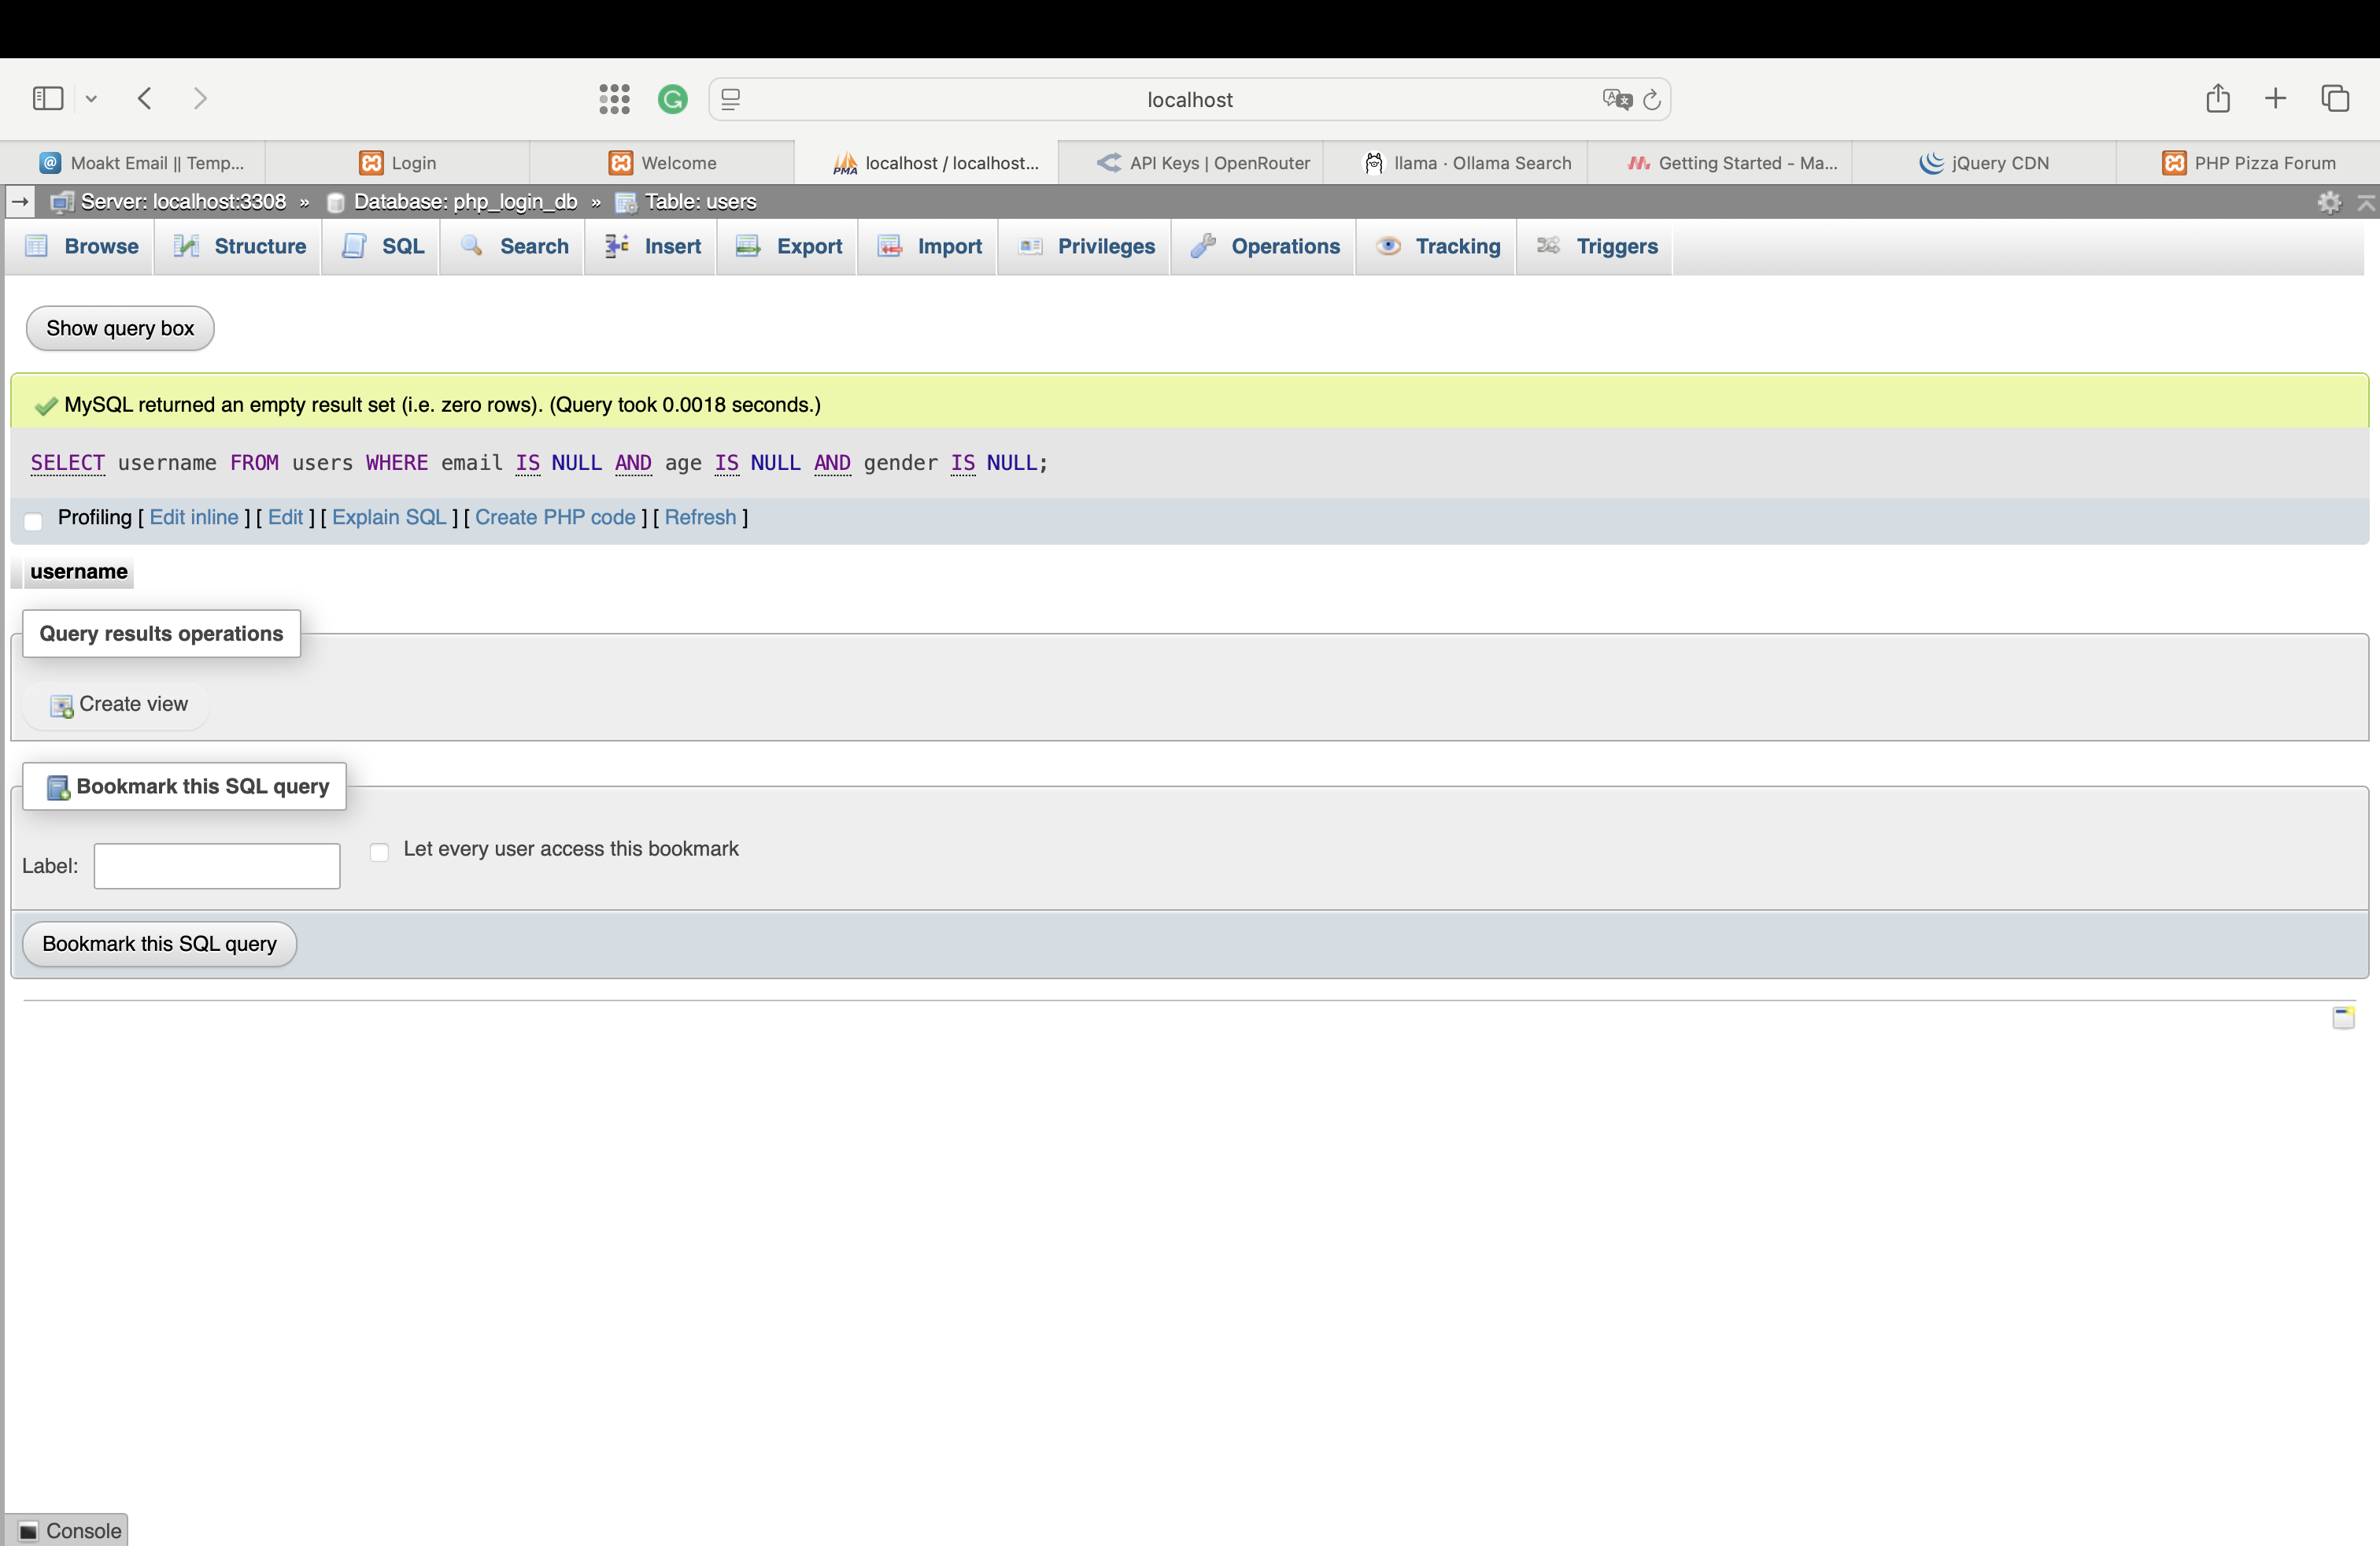 localhost
Moakt Email || Temp...
Login
Welcome
localhost / localhost...
API Keys | OpenRouter
llama · Ollama Search
Getting Started - Ma...
jQuery CDN
PHP Pizza Forum
Server: localhost:3308 » Database: php_login_db » Table: users
Browse Structure SQL Search Insert Export Import Privileges Operations Tracking Triggers
Show query box
MySQL returned an empty result set (i.e. zero rows). (Query took 0.0018 seconds.)
SELECT username FROM users WHERE email IS NULL AND age IS NULL AND gender IS NULL;
Profiling [ Edit inline ] [ Edit ] [ Explain SQL ] [ Create PHP code ] [ Refresh ]
username
Query results operations
Create view
Bookmark this SQL query
Label:
Let every user access this bookmark
Bookmark this SQL query
Console